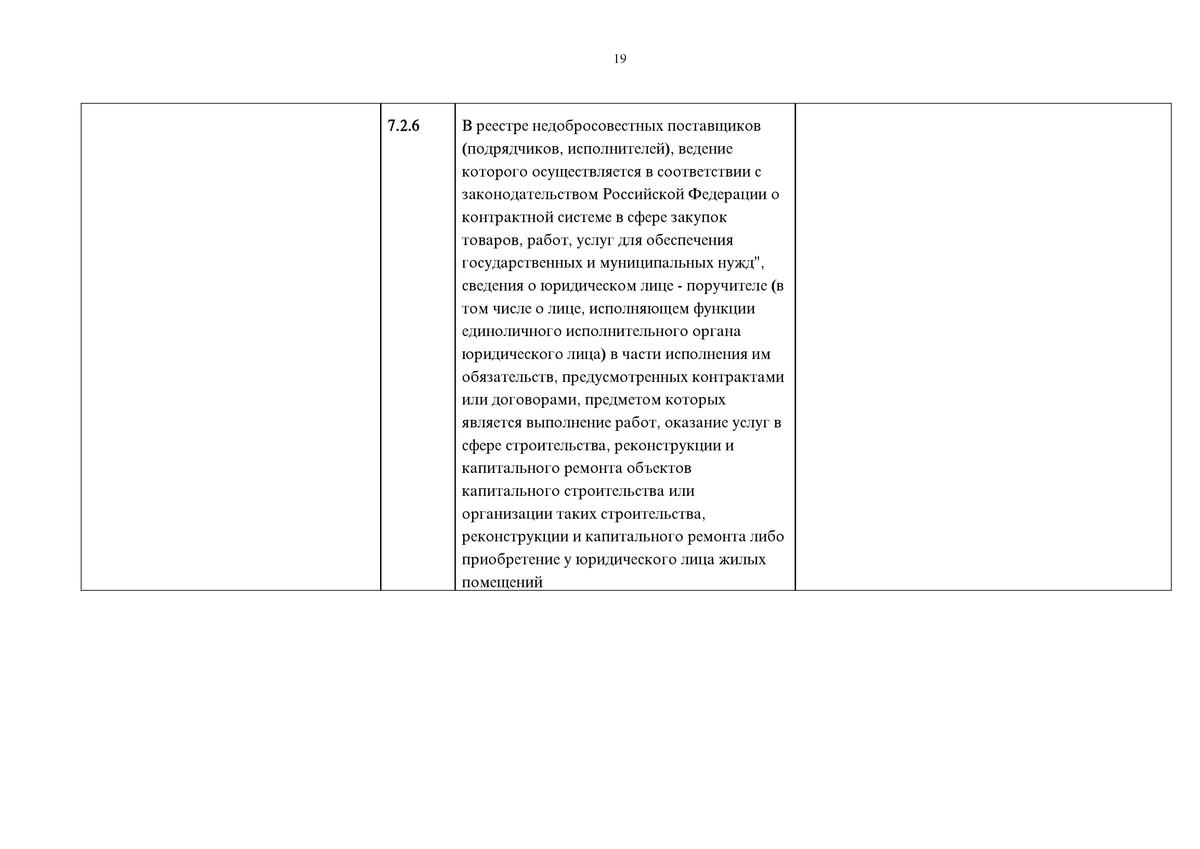 19
7.2.6
В реестре недобросовестных поставщиков
(подрядчиков, исполнителей), ведение
которого осуществляется в соответствии с
законодательством Российской Федерации о
контрактной системе в сфере закупок
товаров, работ, услуг для обеспечения
государственных и муниципальных нужд",
сведения о юридическом лице - поручителе (в
том числе о лице, исполняющем функции
единоличного исполнительного органа
юридического лица) в части исполнения им
обязательств, предусмотренных контрактами
или договорами, предметом которых
является выполнение работ, оказание услуг в
сфере строительства, реконструкции и
капитального ремонта объектов
капитального строительства или
организации таких строительства,
реконструкции и капитального ремонта либо
приобретение у юридического лица жилых
помещений